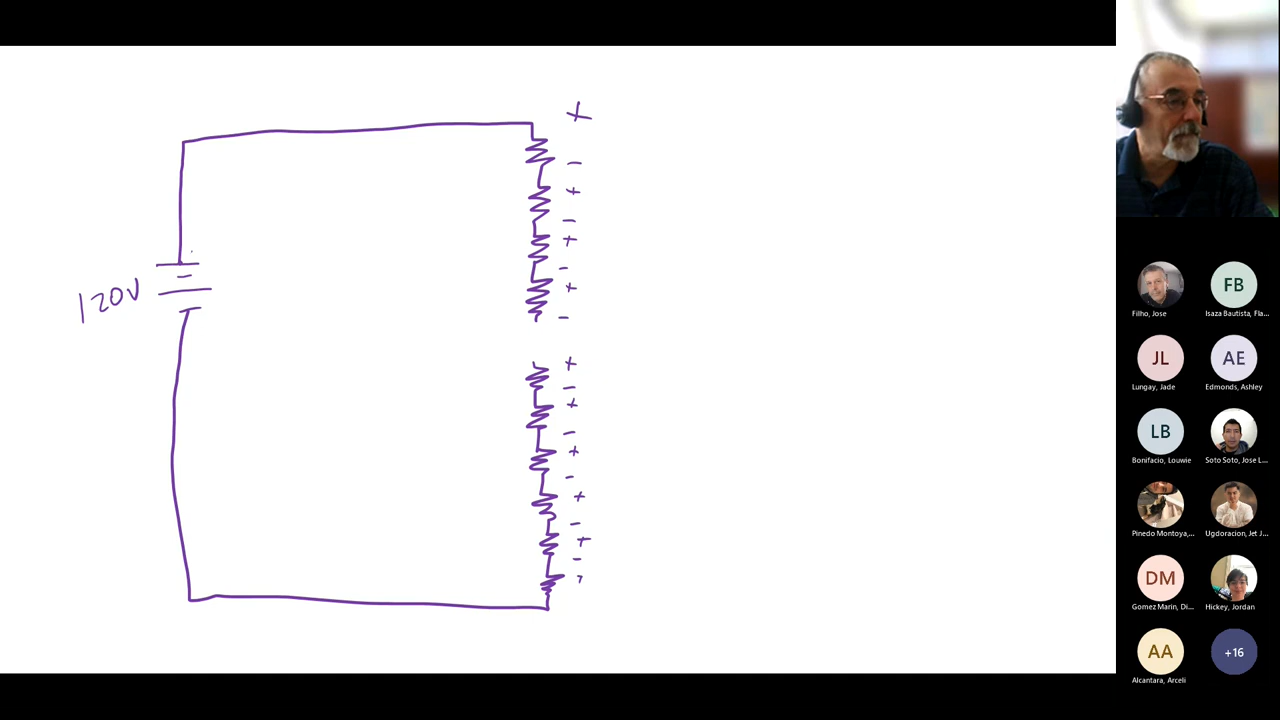 120V
+
-
+
-
+
-
+
-
+
-
+
-
+
-
+
-
+
-
FB
Filho, Jose
Isaza Bautista, Fla...
JL
AE
Lungay, Jade
Edmonds, Ashley
LB
Bonifacio, Louwie
Soto Soto, Jose L...
Pinedo Montoya,...
Ugdoracion, Jet J...
DM
Gomez Marin, Di...
Hickey, Jordan
AA
+16
Alcantara, Arceli